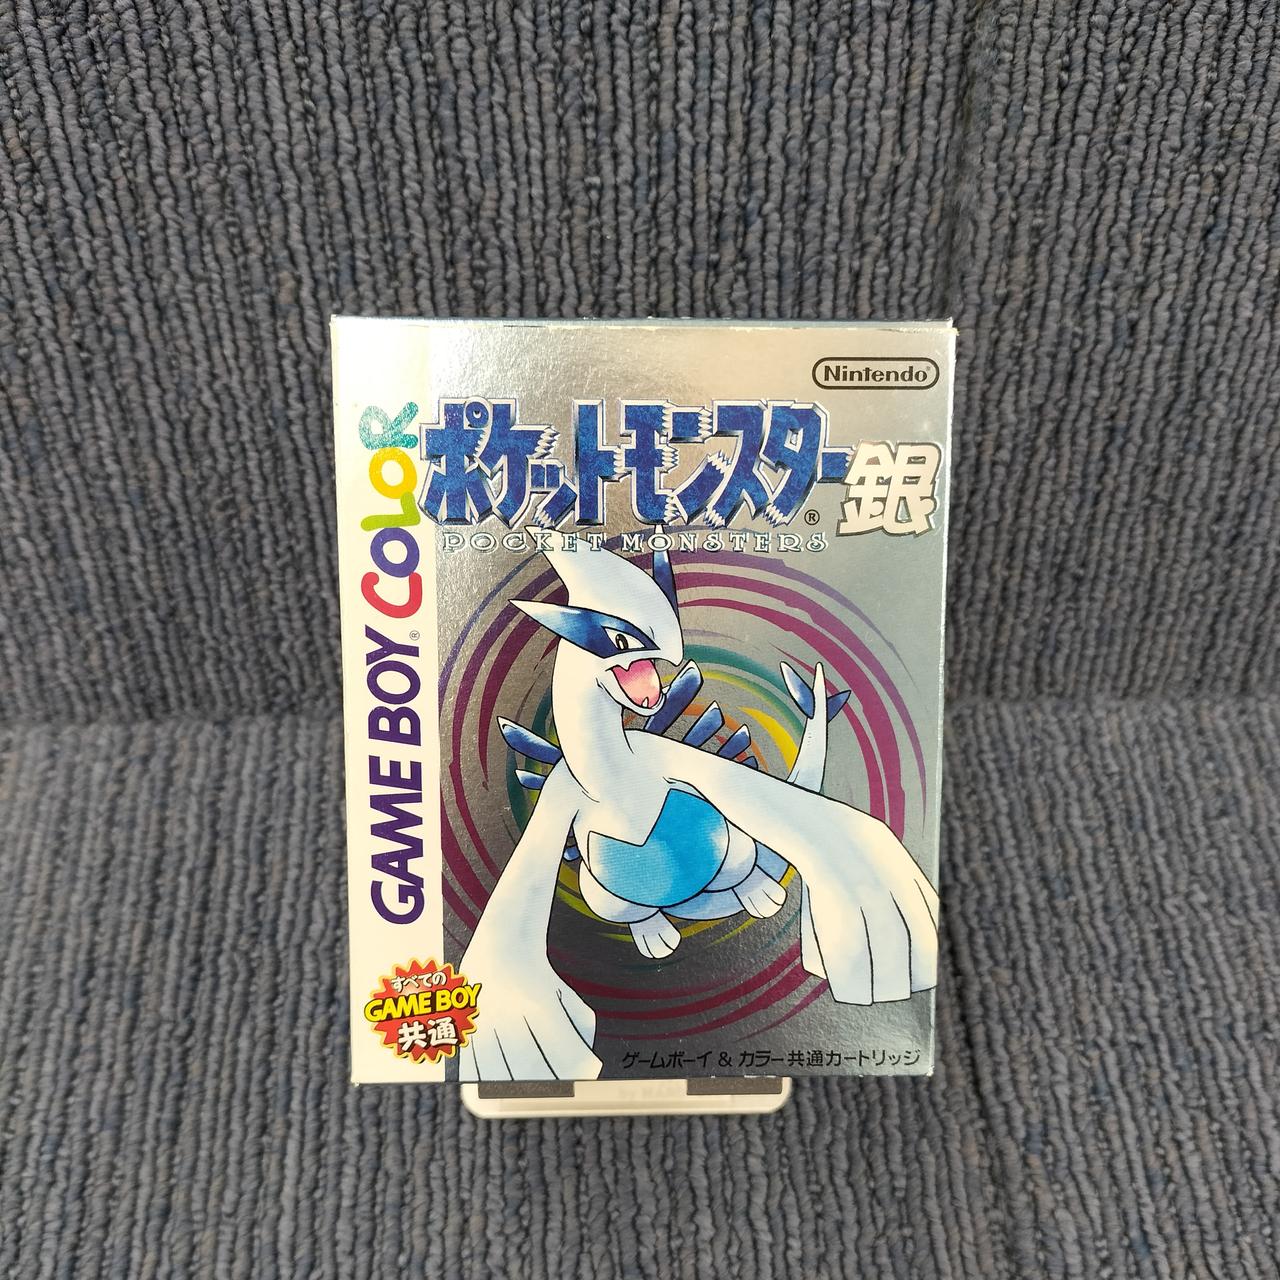 Nintendo®
ポケットモンスター®
銀
POCKET MONSTERS
GAME BOY® COLOR
すべての
GAME BOY
共通
ゲームボーイ & カラー共通カートリッジ